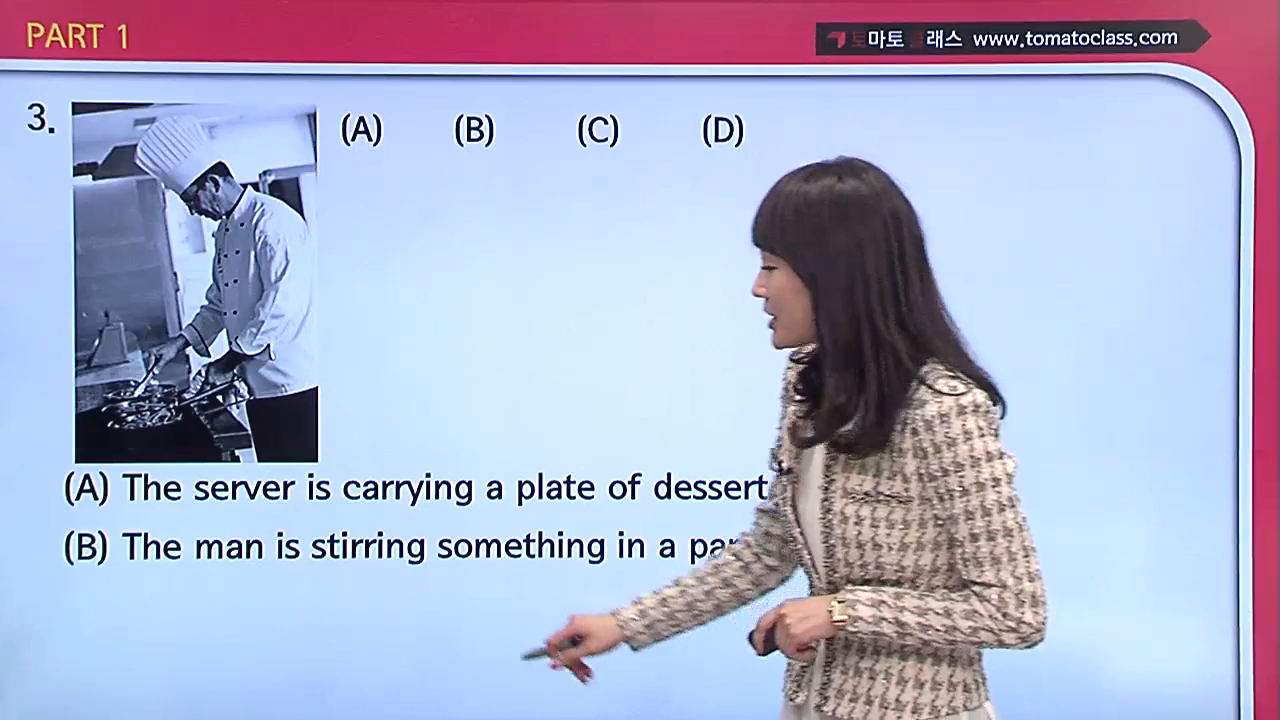 PART 1
토마토클래스 www.tomatoclass.com
3.
(A) (B) (C) (D)
(A) The server is carrying a plate of dessert
(B) The man is stirring something in a